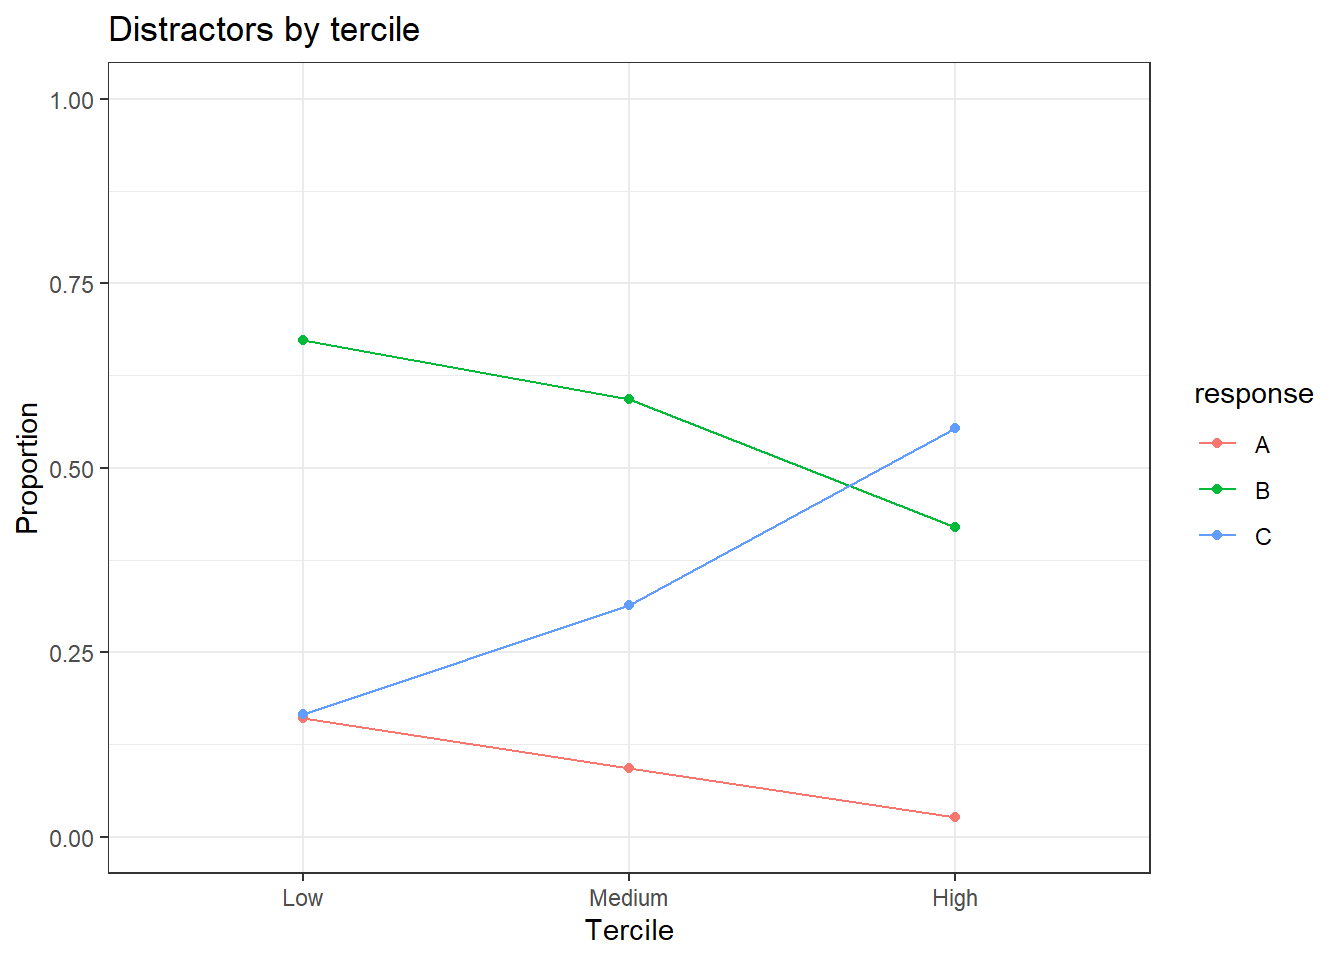 Distractors by tercile
1.00
0.75
0.50
0.25
0.00
Proportion
Low
Medium
High
Tercile
response
A
B
C